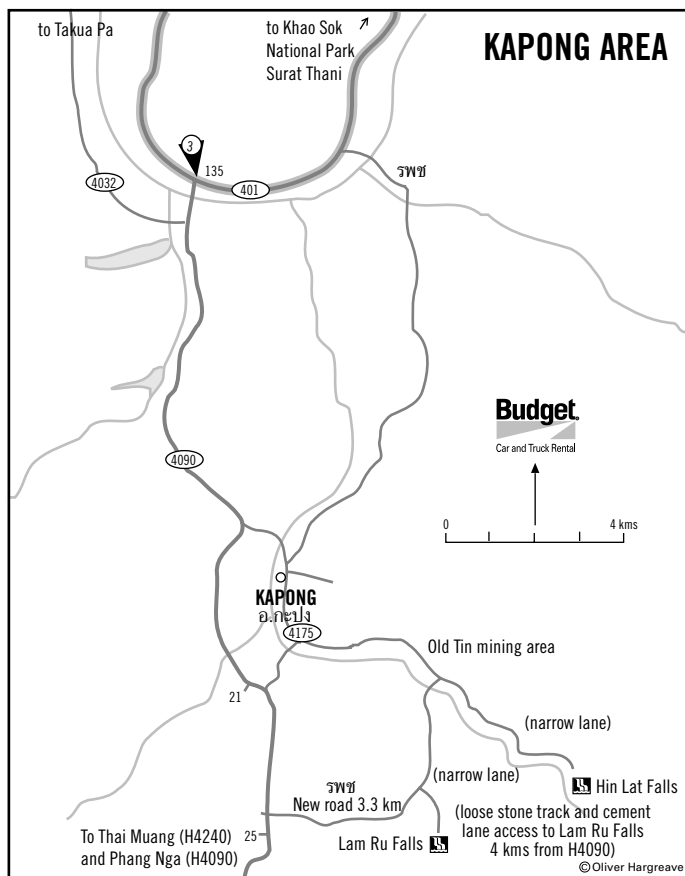 to Takua Pa
to Khao Sok
National Park
Surat Thani
KAPONG AREA
3
135
รพช
4032
401
Budget
Car and Truck Rental
4090
0
4 kms
KAPONG
อ.กะปง
4175
Old Tin mining area
21
(narrow lane)
(narrow lane)
รพช
New road 3.3 km
Hin Lat Falls
(loose stone track and cement
lane access to Lam Ru Falls
4 kms from H4090)
To Thai Muang (H4240)
and Phang Nga (H4090)
25
Lam Ru Falls
©Oliver Hargreave